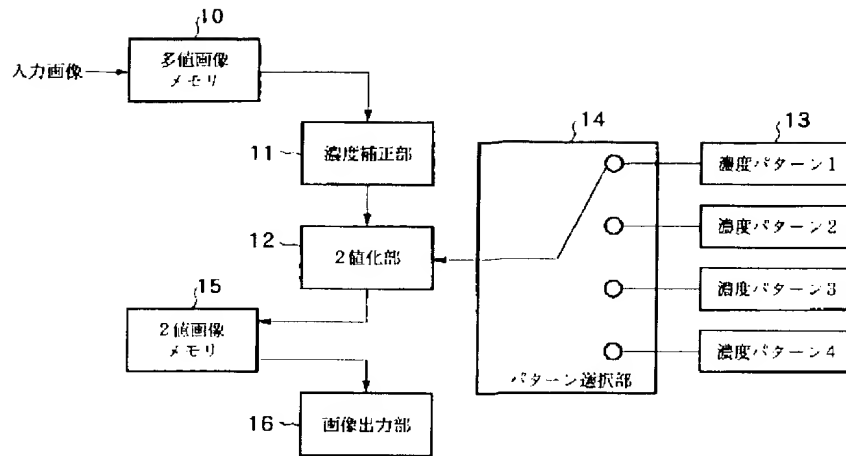 10
入力画像
多値画像
メモリ
11
濃度補正部
14
13
濃度パターン1
濃度パターン2
濃度パターン3
濃度パターン4
12
2値化部
15
2値画像
メモリ
パターン選択部
16
画像出力部